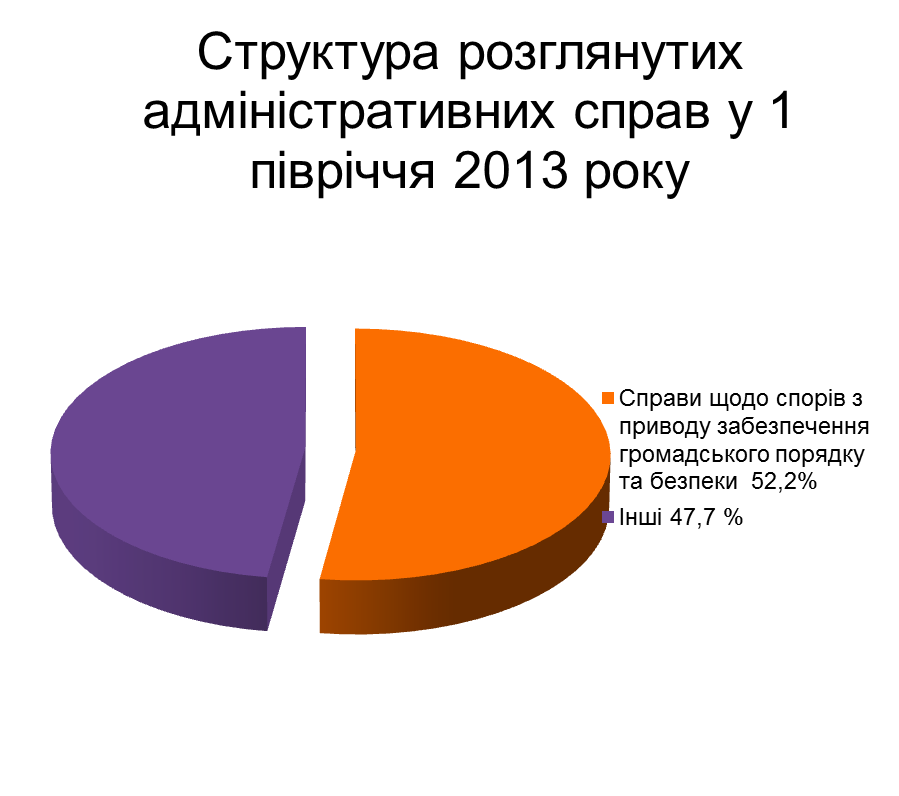 Структура розглянутих
адміністративних справ у 1
півріччя 2013 року
Справи щодо спорів з
приводу забезпечення
громадського порядку
та безпеки  52,2%
Інші 47,7 %